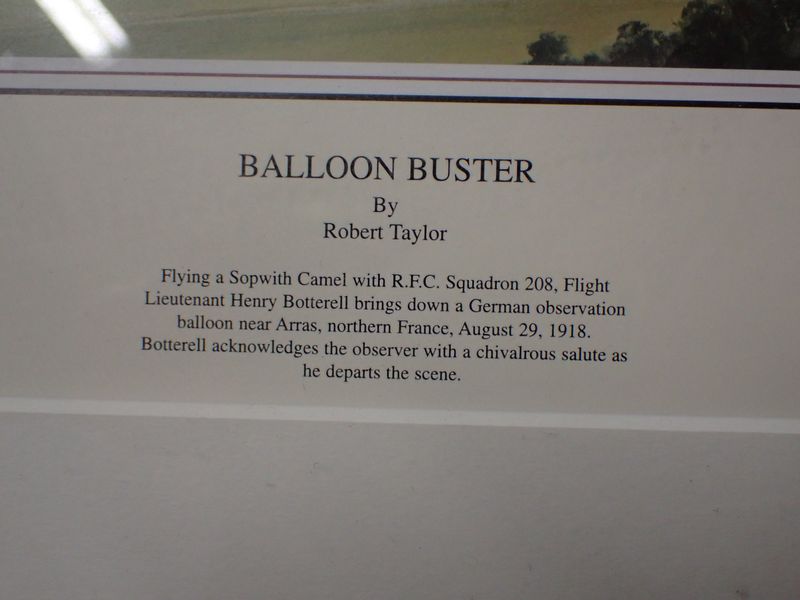 BALLOON BUSTER
By
Robert Taylor
Flying a Sopwith Camel with R.F.C. Squadron 208, Flight
Lieutenant Henry Botterell brings down a German observation
balloon near Arras, northern France, August 29, 1918.
Botterell acknowledges the observer with a chivalrous salute as
he departs the scene.